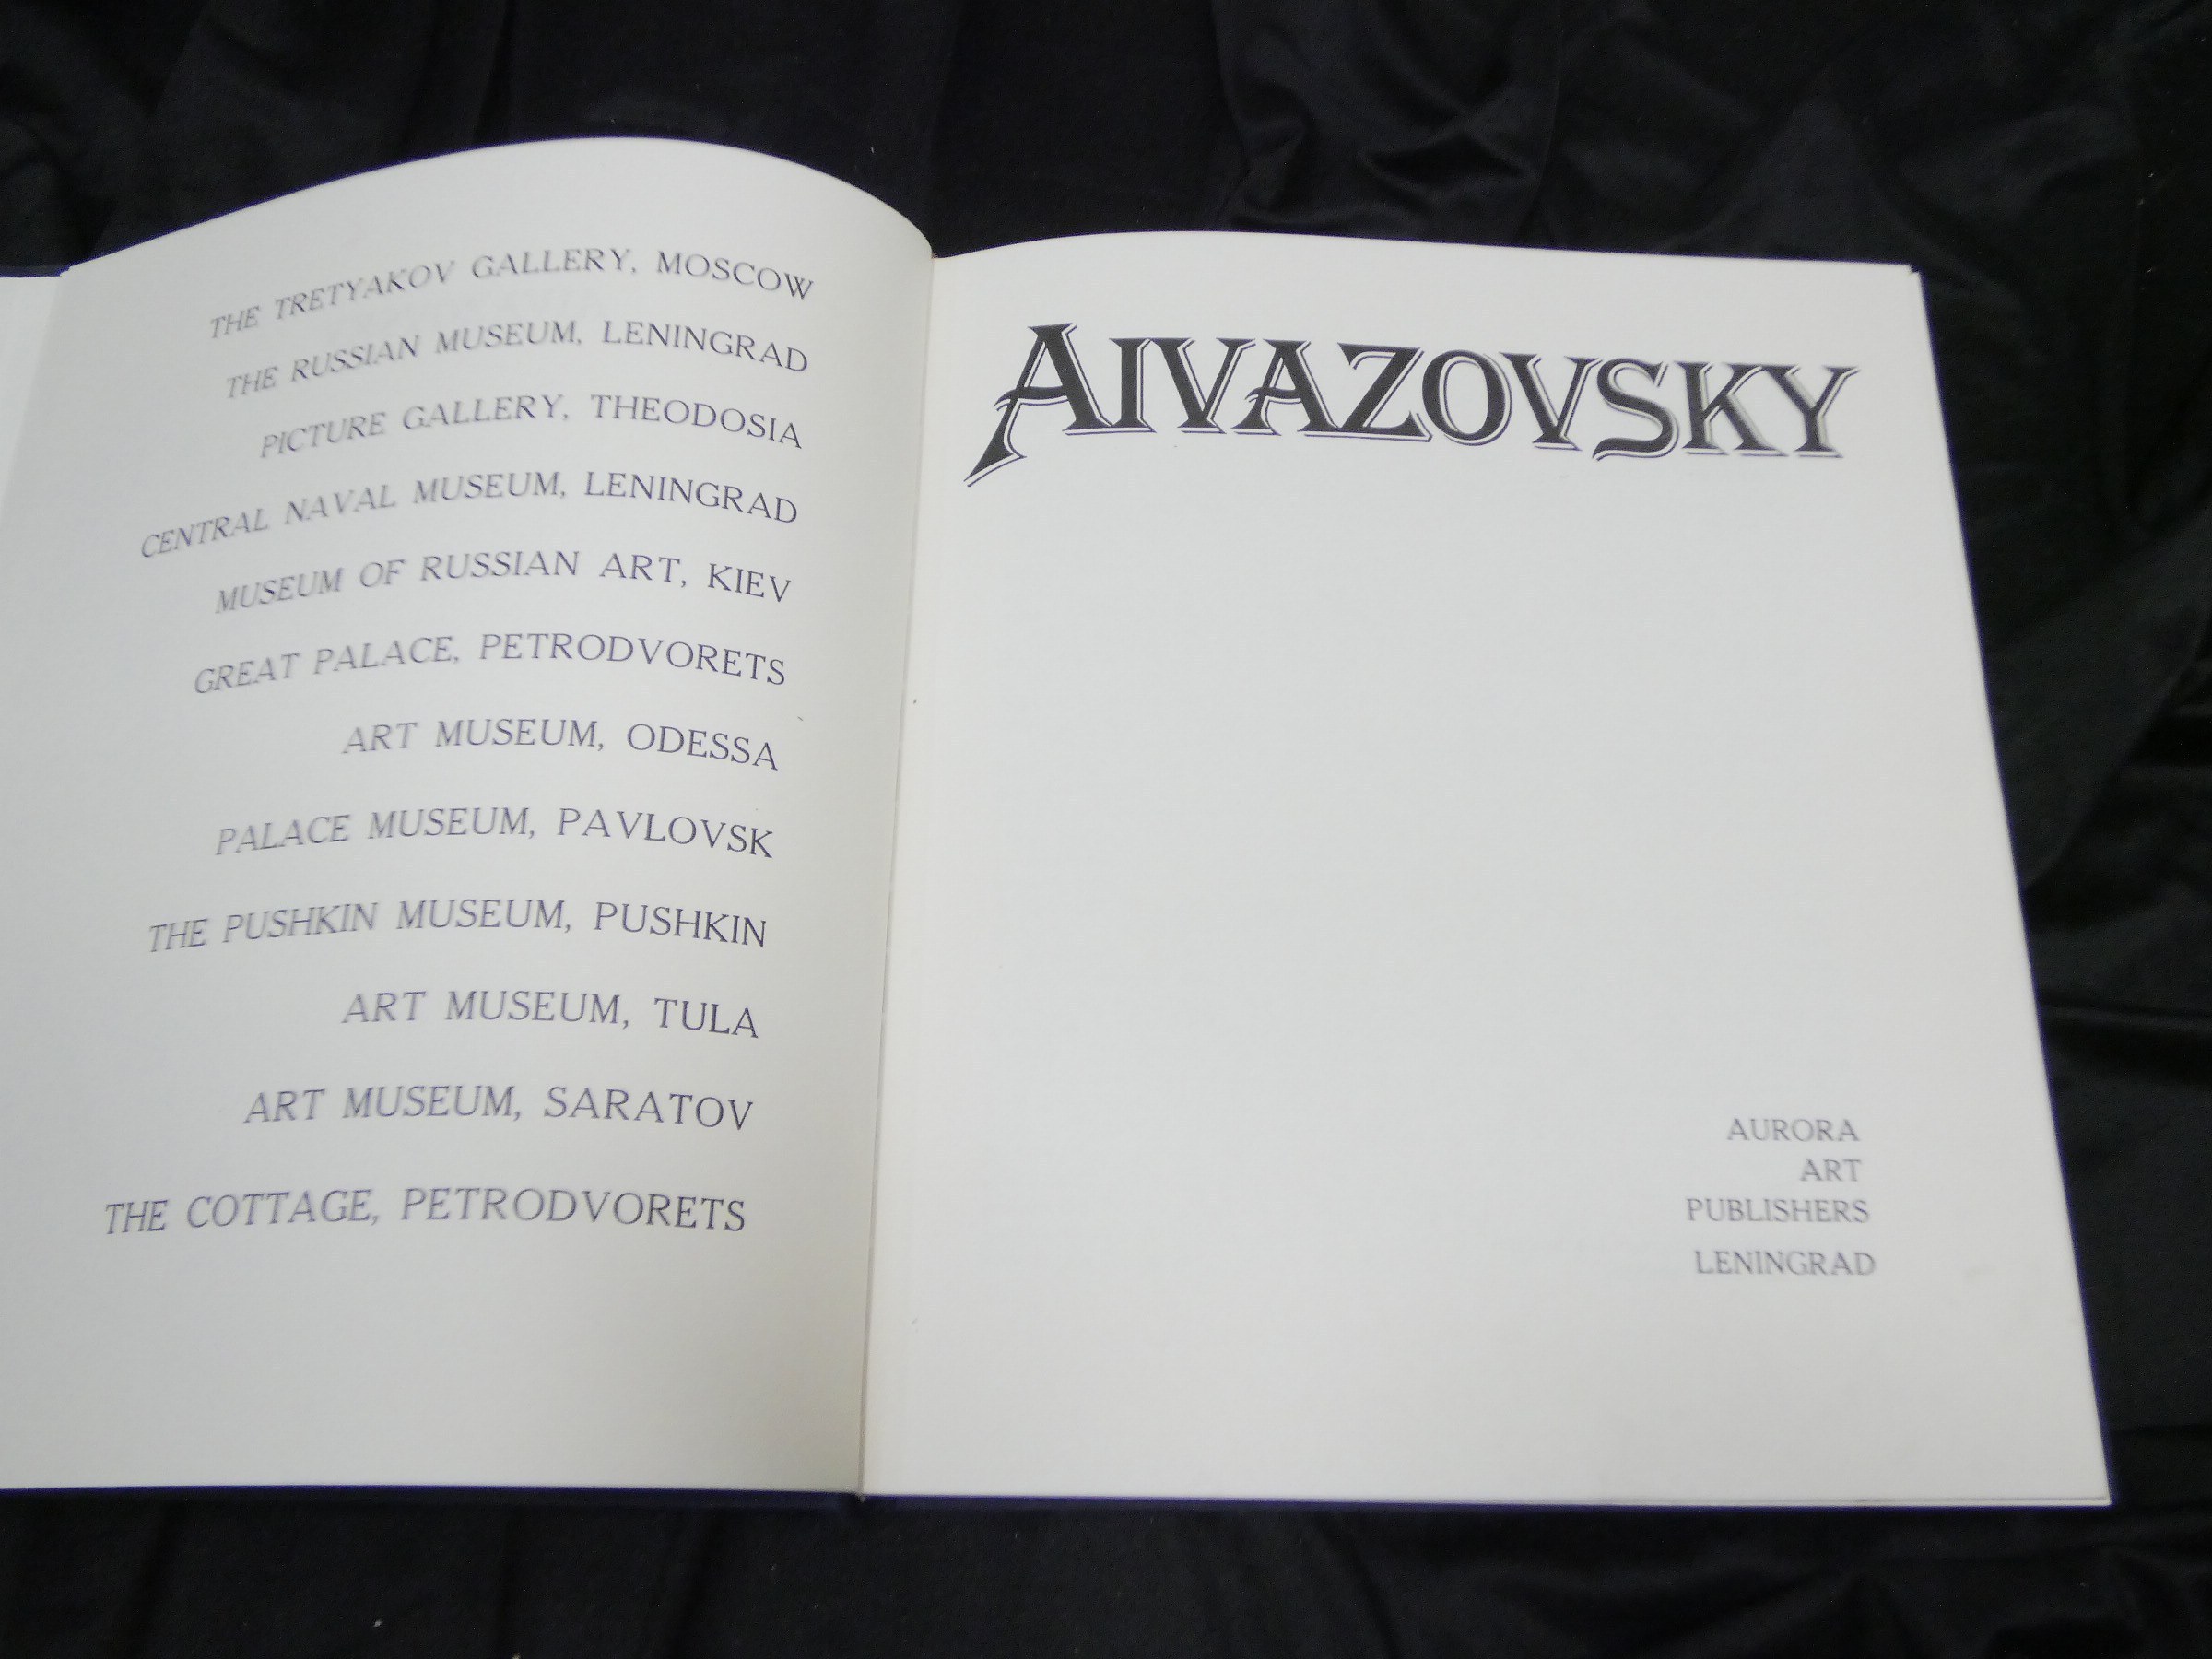 THE TRETYAKOV GALLERY, MOSCOW
THE RUSSIAN MUSEUM, LENINGRAD
PICTURE GALLERY, THEODOSIA
CENTRAL NAVAL MUSEUM, LENINGRAD
MUSEUM OF RUSSIAN ART, KIEV
GREAT PALACE, PETRODVORETS
ART MUSEUM, ODESSA
PALACE MUSEUM, PAVLOVSK
THE PUSHKIN MUSEUM, PUSHKIN
ART MUSEUM, TULA
ART MUSEUM, SARATOV
THE COTTAGE, PETRODVORETS
AIVAZOVSKY
AURORA
ART
PUBLISHERS
LENINGRAD